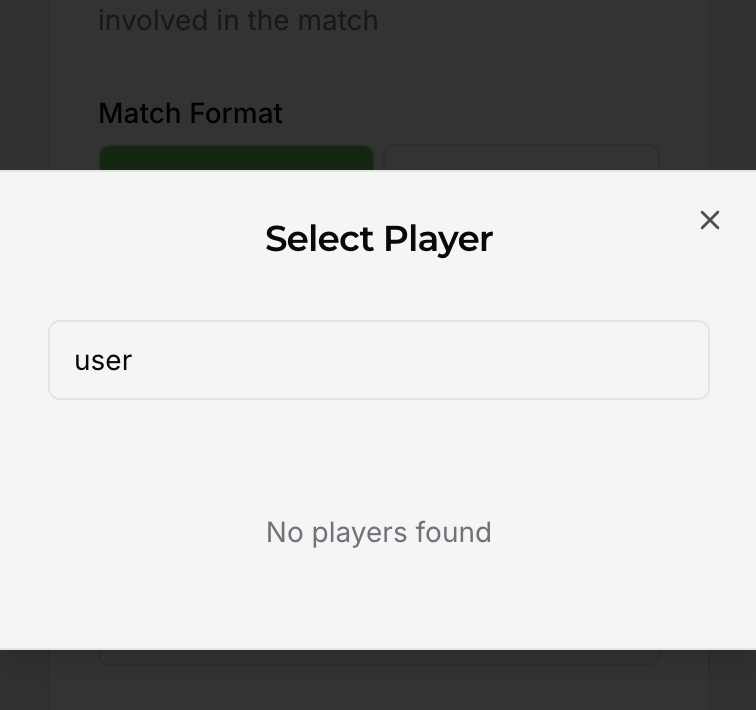 involved in the match
Match Format
Select Player
user
No players found